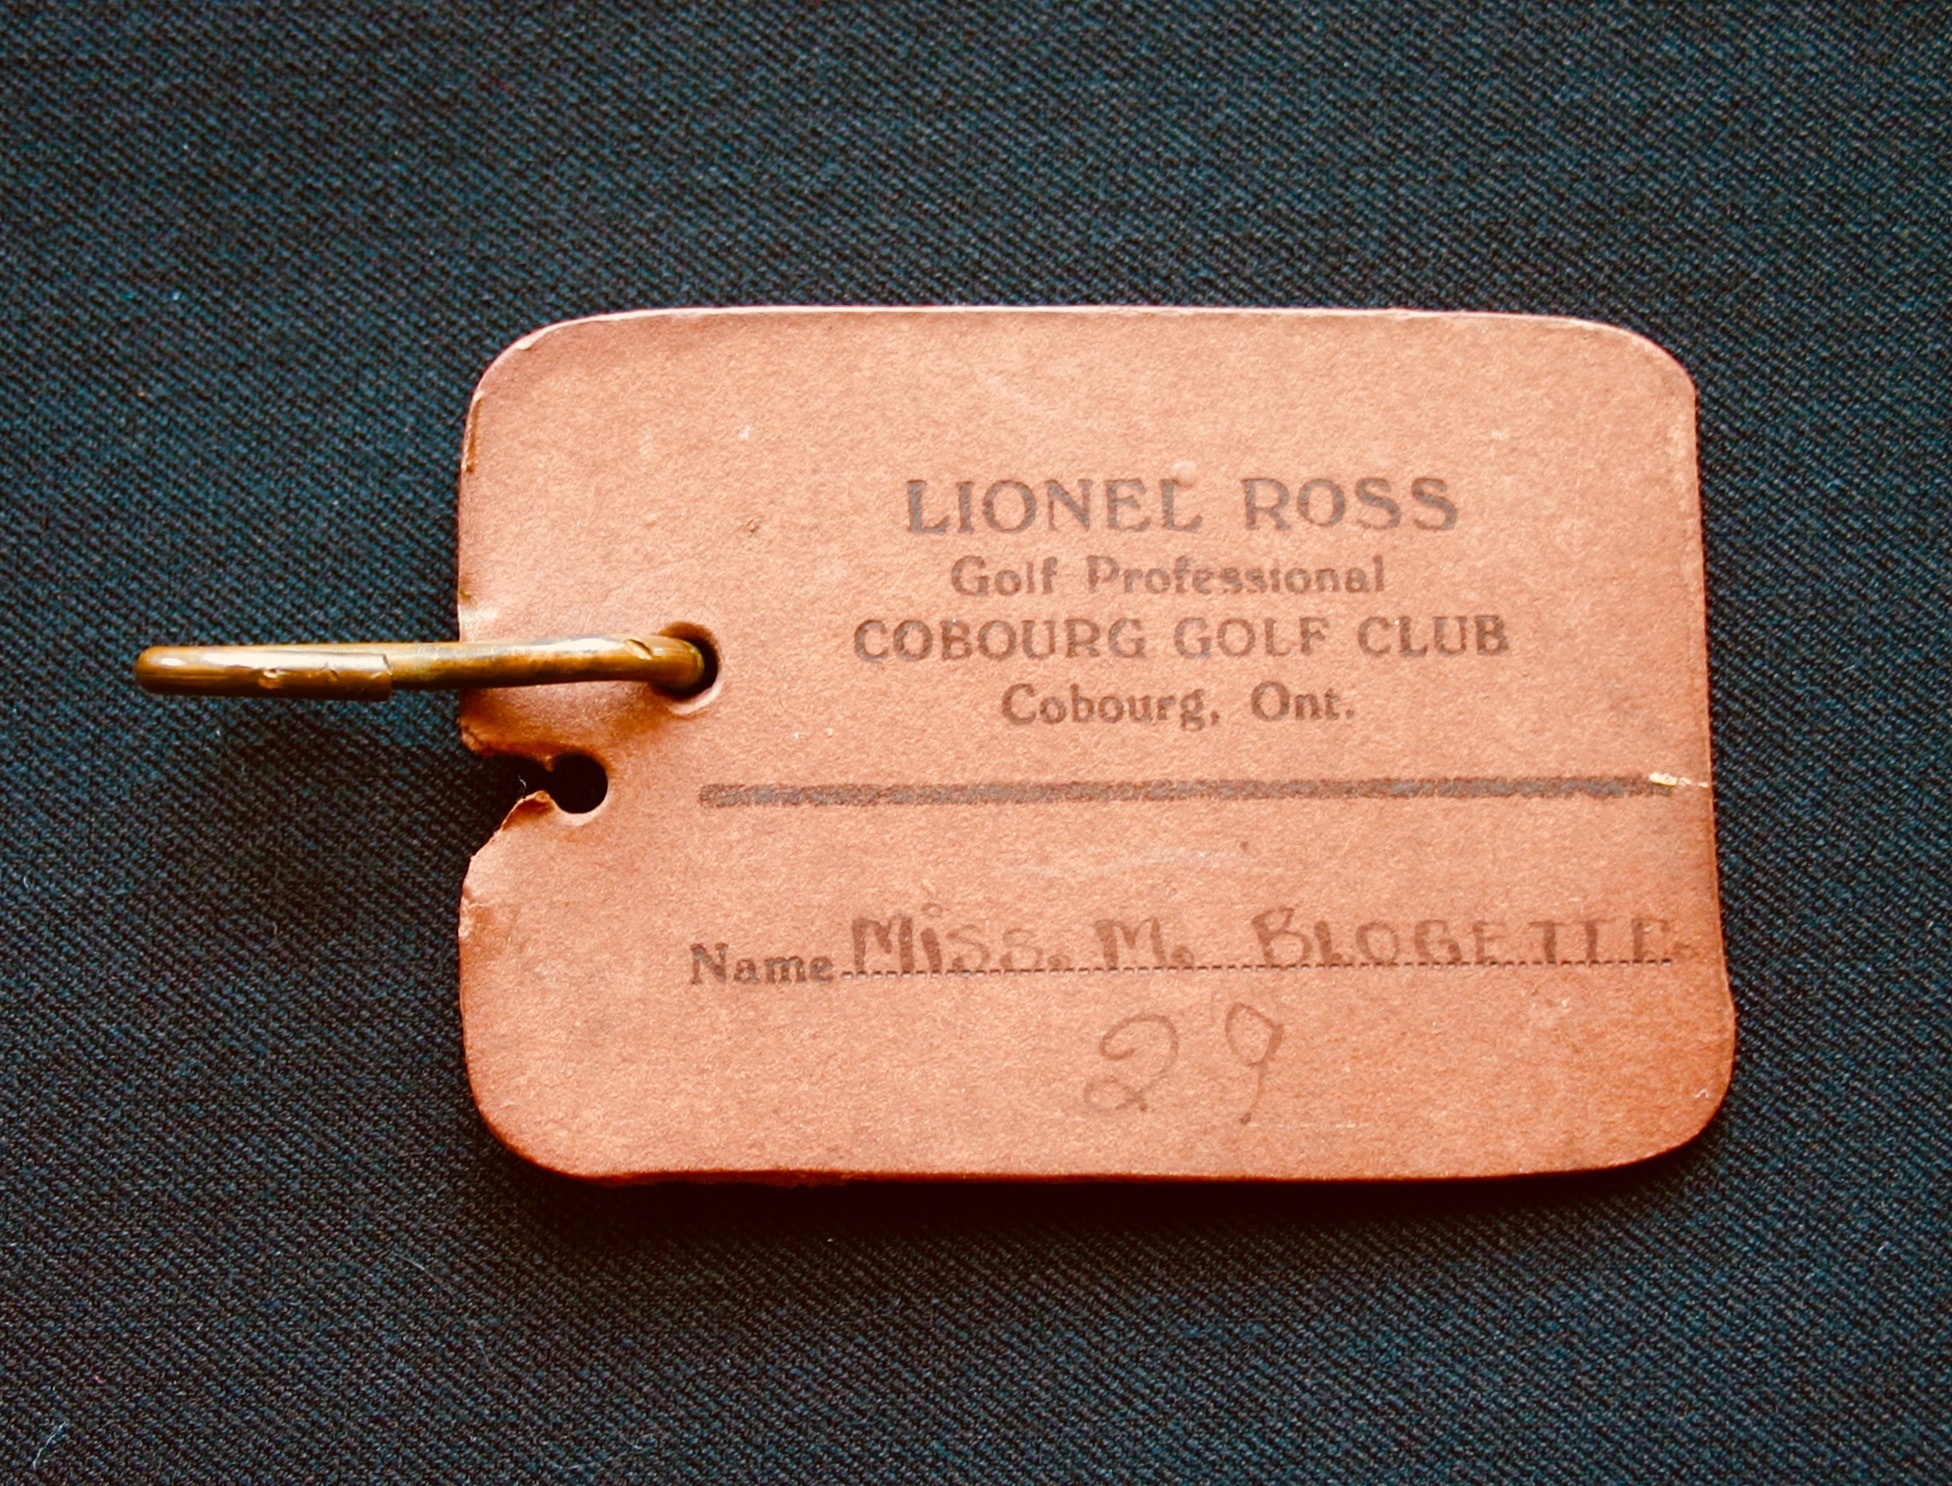 LIONEL ROSS
Golf Professional
COBOURG GOLF CLUB
Cobourg, Ont.
Name Miss. M. BLOGETTE.
29